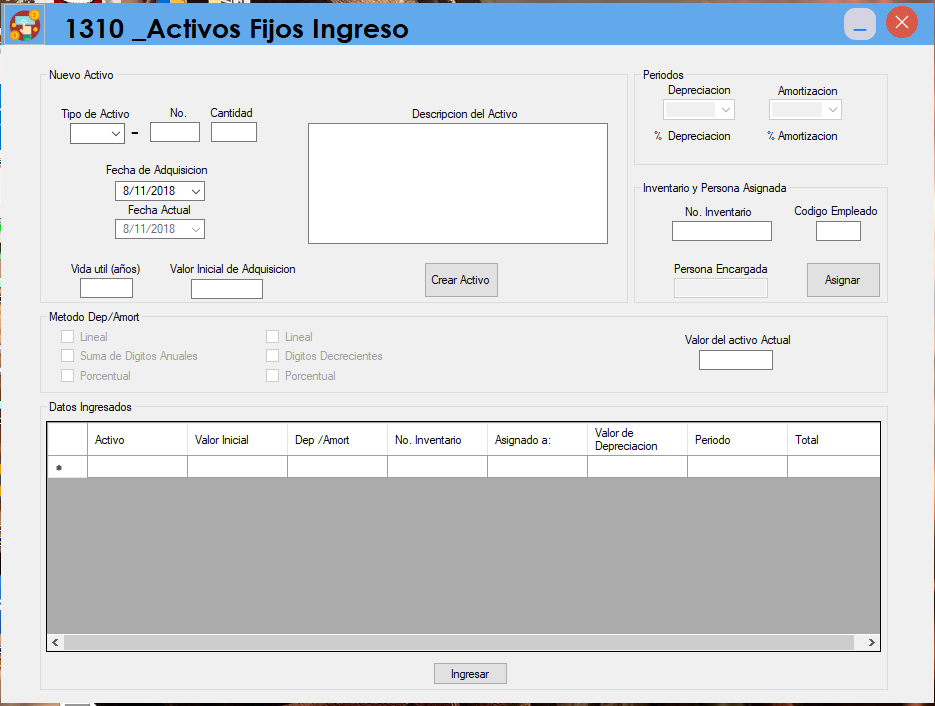 1310 _Activos Fijos Ingreso
Nuevo Activo
Tipo de Activo
No.
Cantidad
-
Descripcion del Activo
Fecha de Adquisicion
8/11/2018
Fecha Actual
8/11/2018
Vida util (años)
Valor Inicial de Adquisicion
Crear Activo
Periodos
Depreciacion
Amortizacion
% Depreciacion
% Amortizacion
Inventario y Persona Asignada
No. Inventario
Codigo Empleado
Persona Encargada
Asignar
Metodo Dep/Amort
Lineal
Suma de Digitos Anuales
Porcentual
Lineal
Digitos Decrecientes
Porcentual
Valor del activo Actual
Datos Ingresados
Activo
Valor Inicial
Dep /Amort
No. Inventario
Asignado a:
Valor de
Depreciacion
Periodo
Total
Ingresar